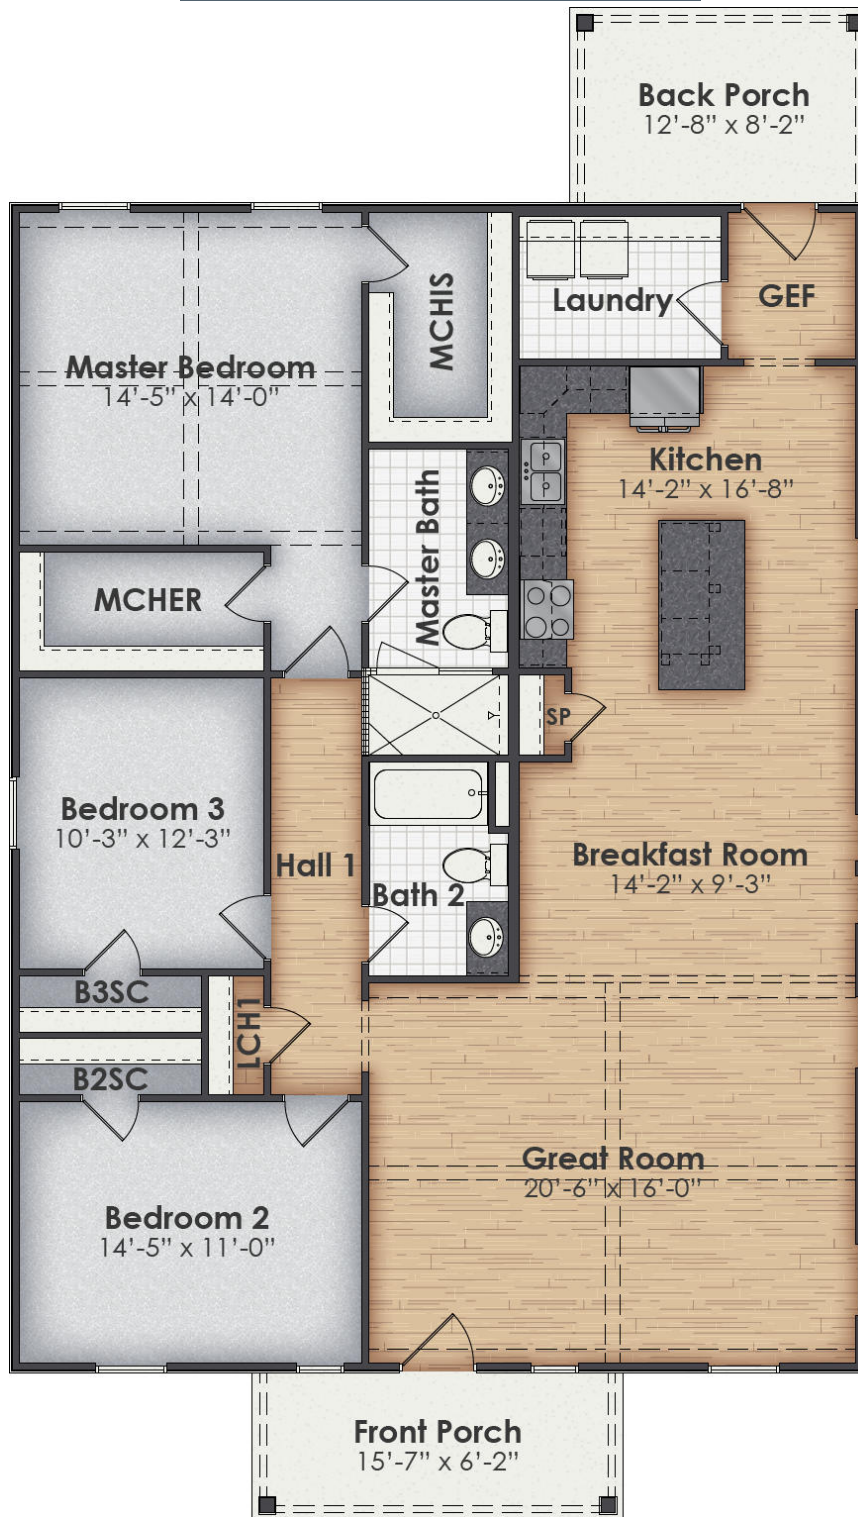 Back Porch
12’-8” x 8’-2”
MCHIS
Laundry
GEF
Master Bedroom
14’-5” x 14’-0”
Kitchen
14’-2” x 16’-8”
Master Bath
MCHER
SP
Bedroom 3
10’-3” x 12’-3”
Hall 1
Bath 2
Breakfast Room
14’-2” x 9’-3”
B3SC
LCH1
B2SC
Great Room
20’-6” x 16’-0”
Bedroom 2
14’-5” x 11’-0”
Front Porch
15’-7” x 6’-2”